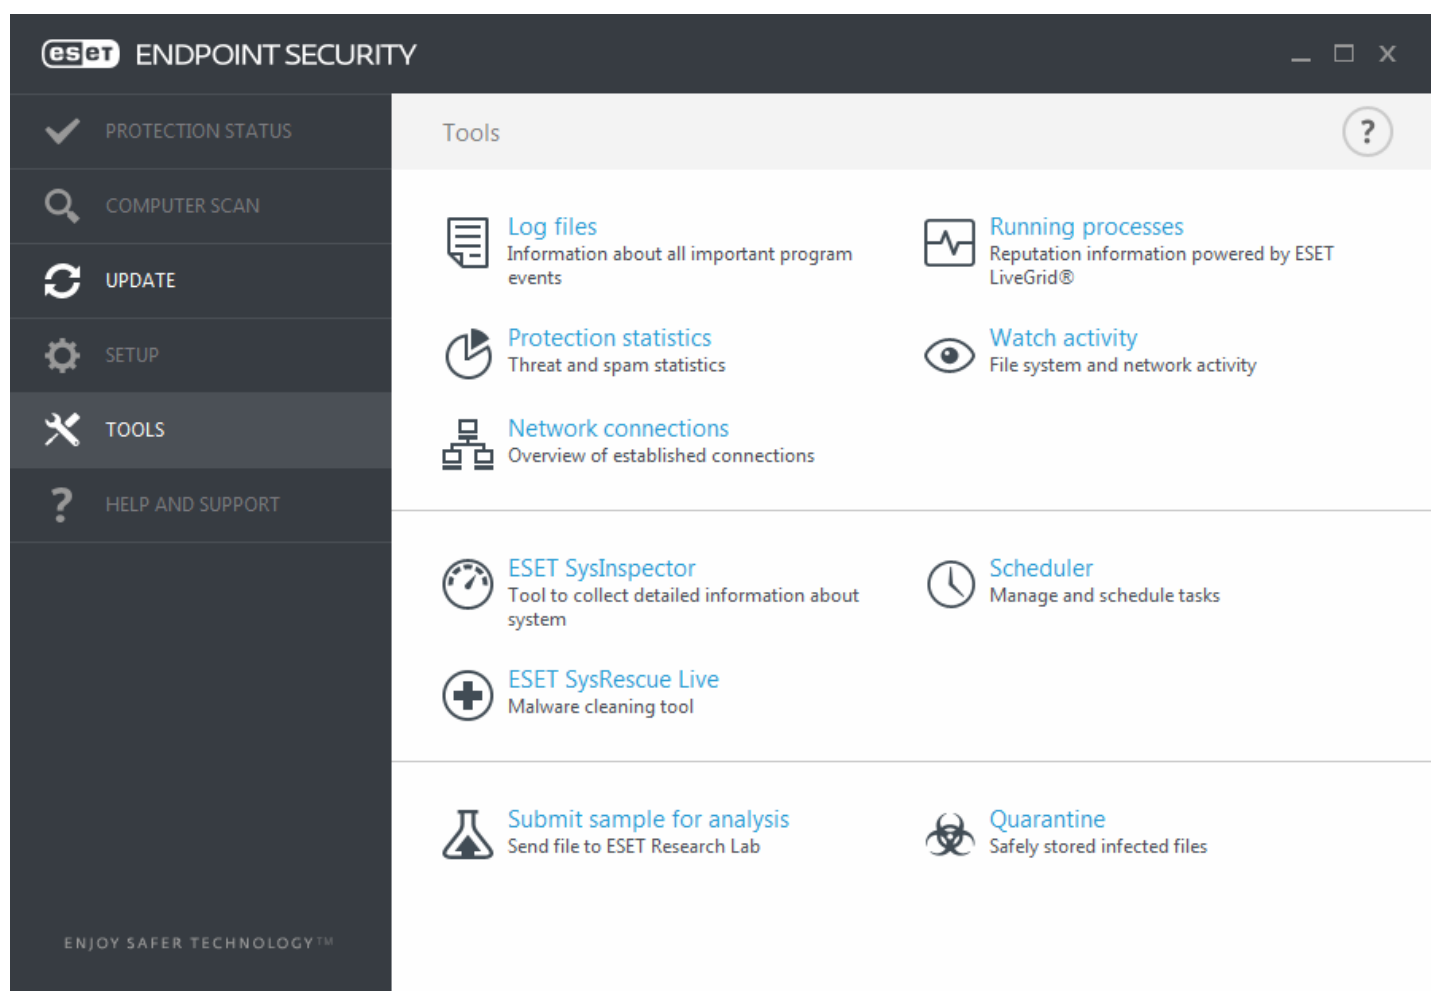 eset ENDPOINT SECURITY
PROTECTION STATUS
COMPUTER SCAN
UPDATE
SETUP
TOOLS
HELP AND SUPPORT
ENJOY SAFER TECHNOLOGY™
Tools
?
Log files
Information about all important program
events
Running processes
Reputation information powered by ESET
LiveGrid®
Protection statistics
Threat and spam statistics
Watch activity
File system and network activity
Network connections
Overview of established connections
ESET SysInspector
Tool to collect detailed information about
system
Scheduler
Manage and schedule tasks
ESET SysRescue Live
Malware cleaning tool
Submit sample for analysis
Send file to ESET Research Lab
Quarantine
Safely stored infected files